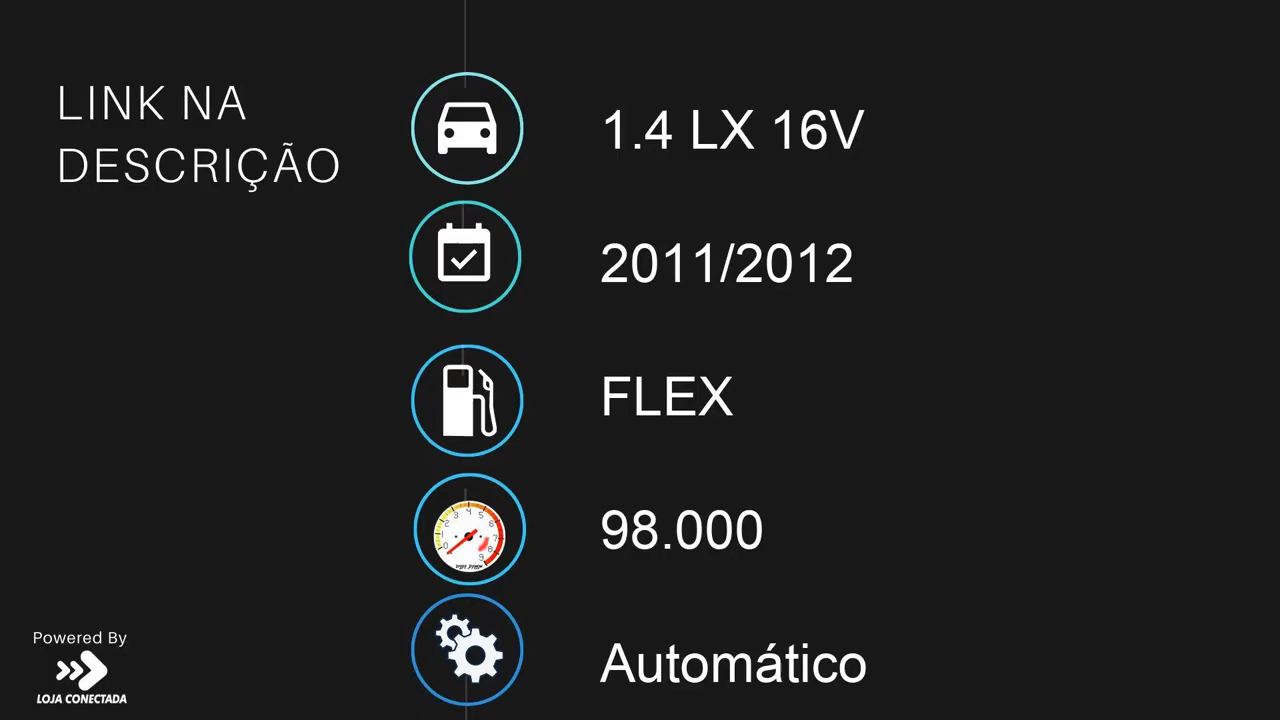 LINK NA
DESCRIÇÃO
1.4 LX 16V
2011/2012
FLEX
98.000
Automático
Powered By
LOJA CONECTADA